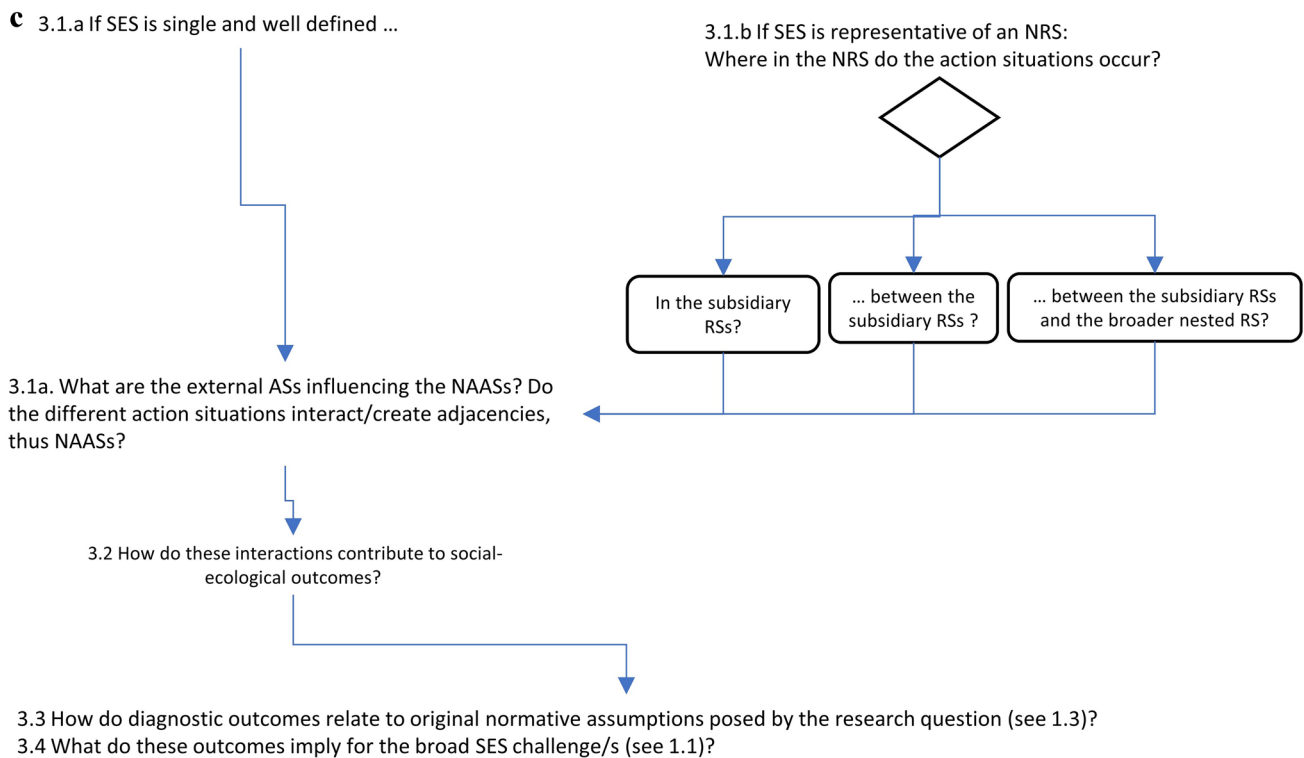 c 3.1.a If SES is single and well defined ...
3.1.b If SES is representative of an NRS:
Where in the NRS do the action situations occur?
In the subsidiary
RSs?
... between the
subsidiary RSs ?
... between the subsidiary RSs
and the broader nested RS?
3.1a. What are the external ASs influencing the NAASs? Do
the different action situations interact/create adjacencies,
thus NAASs?
3.2 How do these interactions contribute to social-
ecological outcomes?
3.3 How do diagnostic outcomes relate to original normative assumptions posed by the research question (see 1.3)?
3.4 What do these outcomes imply for the broad SES challenge/s (see 1.1)?